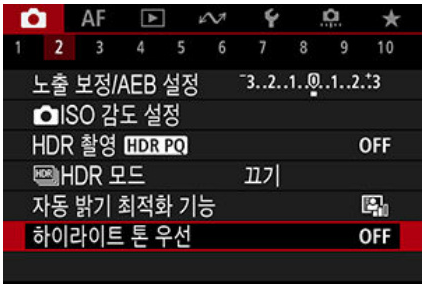 AF
1 2 3 4 5 6 7 8 9 10
노출 보정/AEB 설정 -3..2..1..0..1..2..+3
ISO 감도 설정
HDR 촬영 HDR PQ OFF
HDR HDR 모드 끄기
자동 밝기 최적화 기능
하이라이트 톤 우선 OFF